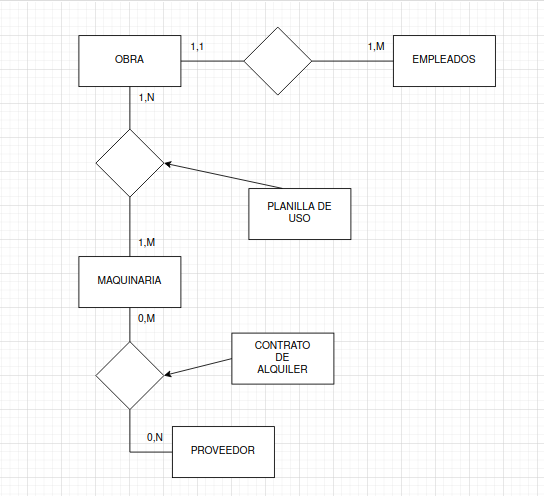 OBRA
1,1
1,M
EMPLEADOS
1,N
PLANILLA DE
USO
1,M
MAQUINARIA
0,M
CONTRATO
DE
ALQUILER
0,N
PROVEEDOR